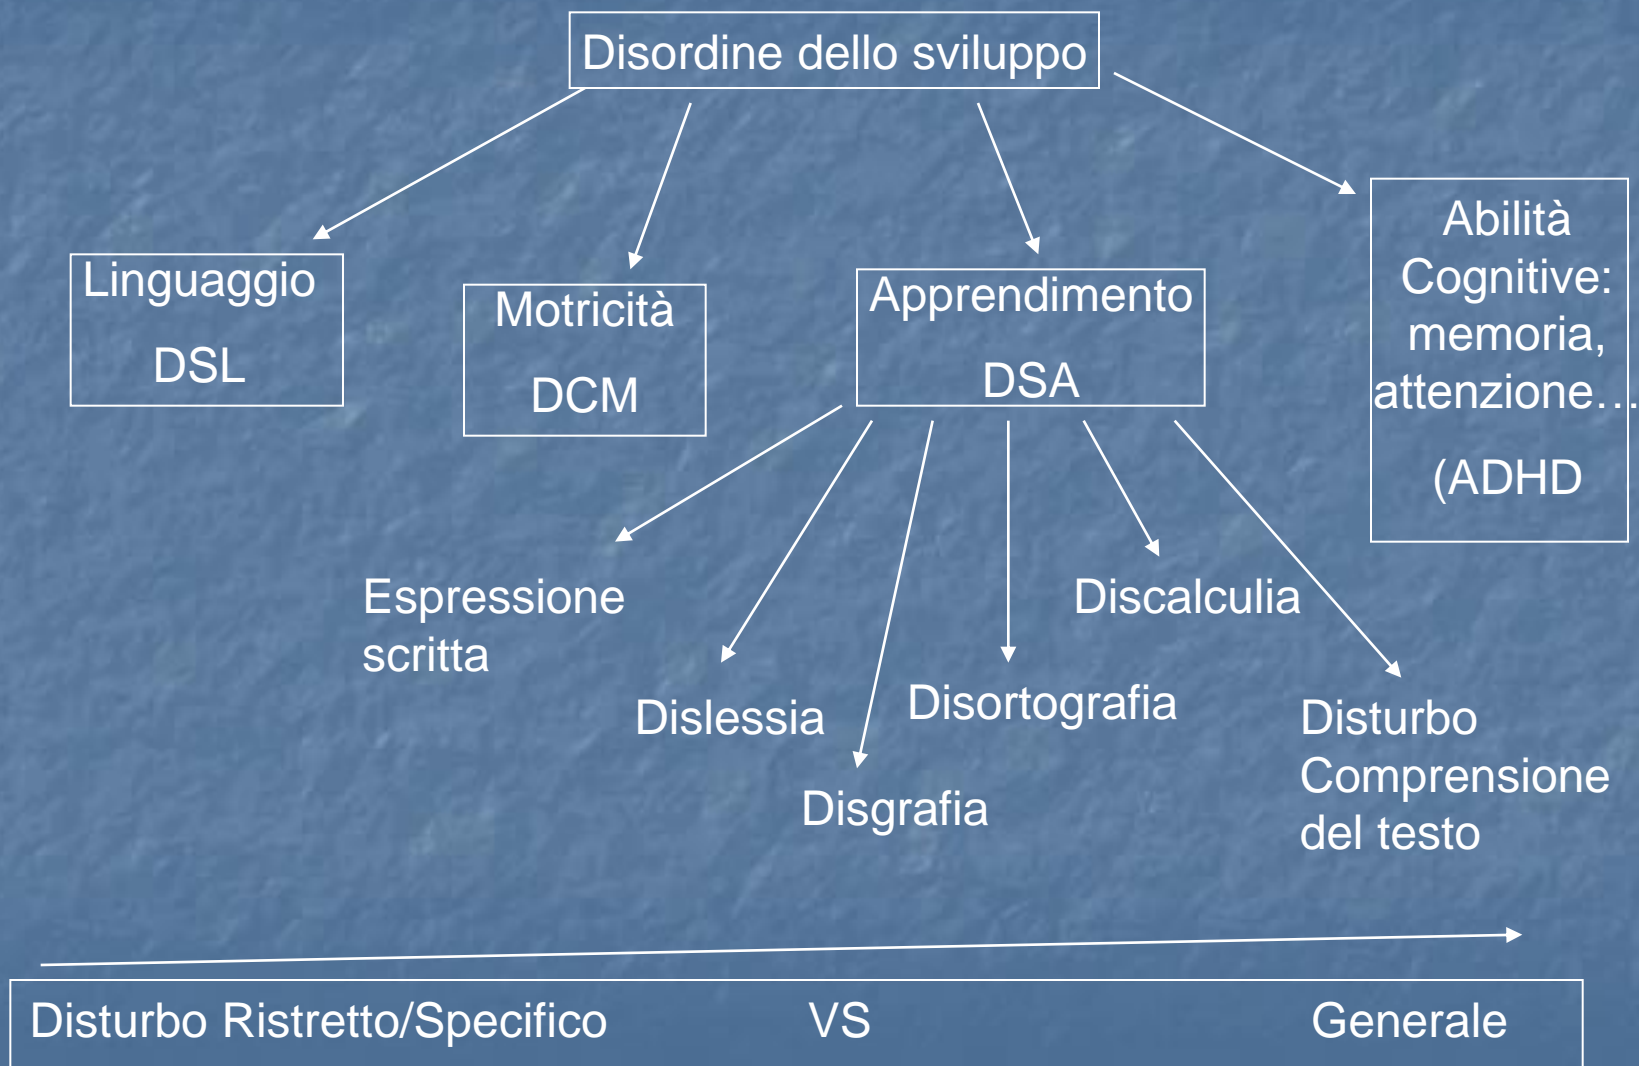 Disordine dello sviluppo
Linguaggio
DSL
Motricità
DCM
Apprendimento
DSA
Abilità
Cognitive:
memoria,
attenzione…
(ADHD
Espressione
scritta
Dislessia
Disgrafia
Disortografia
Discalculia
Disturbo
Comprensione
del testo
Disturbo Ristretto/Specifico VS Generale